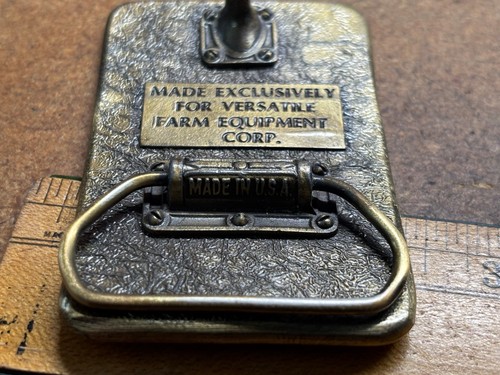 MADE EXCLUSIVELY
FOR VERSATILE
FARM EQUIPMENT
CORP.
MADE IN U.S.A.